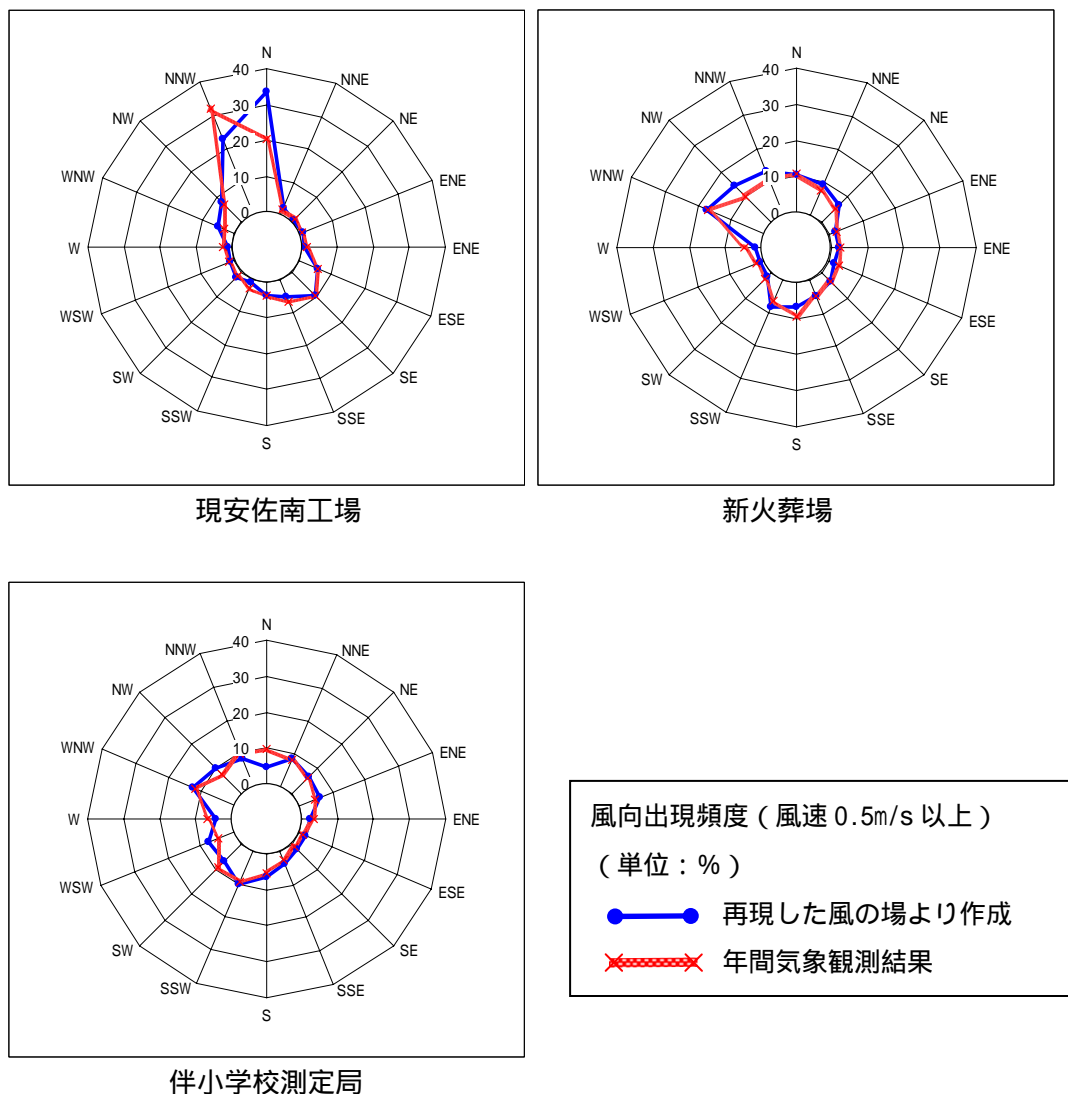 N
NNE
NE
ENE
ENE
ESE
SE
SSE
S
SSW
SW
WSW
W
WNW
NW
NNW
40
30
20
10
0
現安佐南工場
N
NNE
NE
ENE
ENE
ESE
SE
SSE
S
SSW
SW
WSW
W
WNW
NW
NNW
40
30
20
10
0
新火葬場
N
NNE
NE
ENE
ENE
ESE
SE
SSE
S
SSW
SW
WSW
W
WNW
NW
NNW
40
30
20
10
0
伴小学校測定局
風向出現頻度(風速 0.5m/s 以上)
(単位:%)
再現した風の場より作成
年間気象観測結果